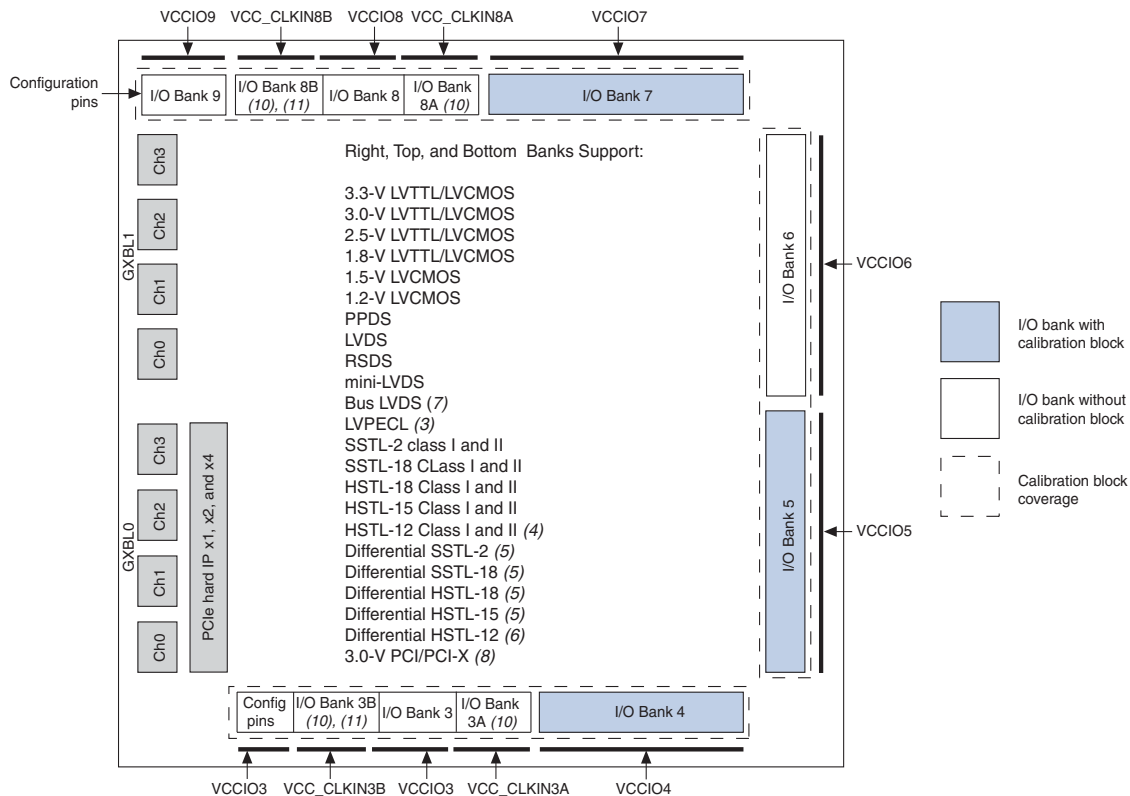 VCCIO9
VCC_CLKIN8B
VCCIO8
VCC_CLKIN8A
VCCIO7
Configuration
pins
I/O Bank 9
I/O Bank 8B
(10), (11)
I/O Bank 8
I/O Bank
8A (10)
I/O Bank 7
Ch3
Ch2
Ch1
Ch0
GXBL1
Ch3
Ch2
Ch1
Ch0
GXBL0
PCIe hard IP x1, x2, and x4
Right, Top, and Bottom Banks Support:
3.3-V LVTTL/LVCMOS
3.0-V LVTTL/LVCMOS
2.5-V LVTTL/LVCMOS
1.8-V LVTTL/LVCMOS
1.5-V LVCMOS
1.2-V LVCMOS
PPDS
LVDS
RSDS
mini-LVDS
Bus LVDS (7)
LVPECL (3)
SSTL-2 class I and II
SSTL-18 CLass I and II
HSTL-18 Class I and II
HSTL-15 Class I and II
HSTL-12 Class I and II (4)
Differential SSTL-2 (5)
Differential SSTL-18 (5)
Differential HSTL-18 (5)
Differential HSTL-15 (5)
Differential HSTL-12 (6)
3.0-V PCI/PCI-X (8)
I/O Bank 6
VCCIO6
I/O Bank 5
VCCIO5
I/O bank with
calibration block
I/O bank without
calibration block
Calibration block
coverage
Config
pins
I/O Bank 3B
(10), (11)
I/O Bank 3
I/O Bank
3A (10)
I/O Bank 4
VCCIO3
VCC_CLKIN3B
VCCIO3
VCC_CLKIN3A
VCCIO4